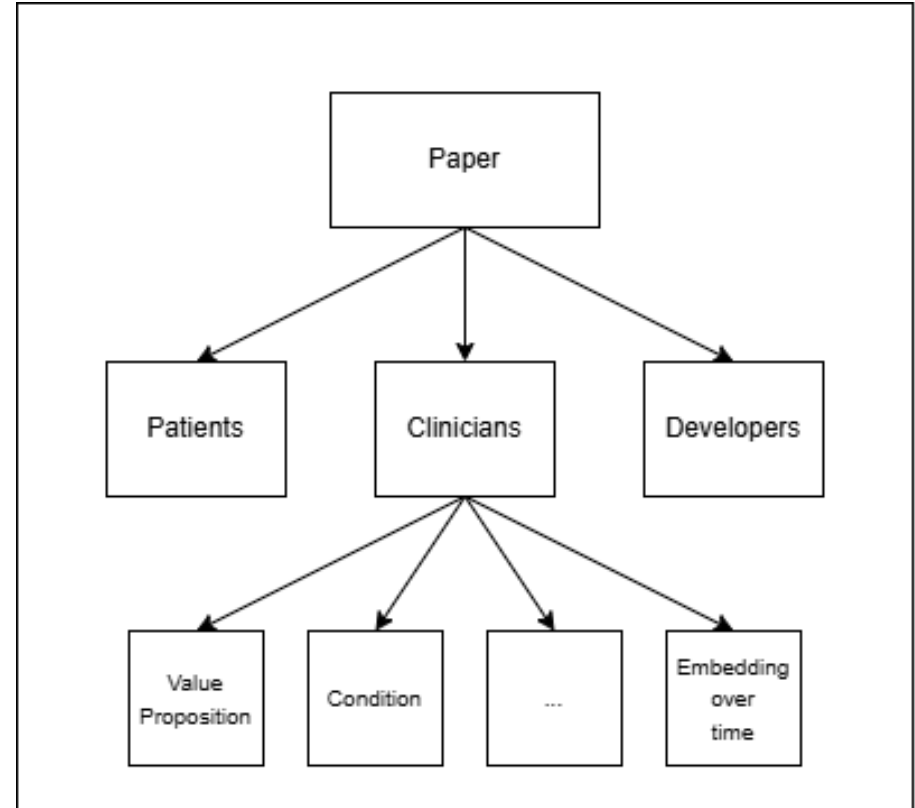 Paper
Patients
Clinicians
Developers
Value
Proposition
Condition
...
Embedding
over
time